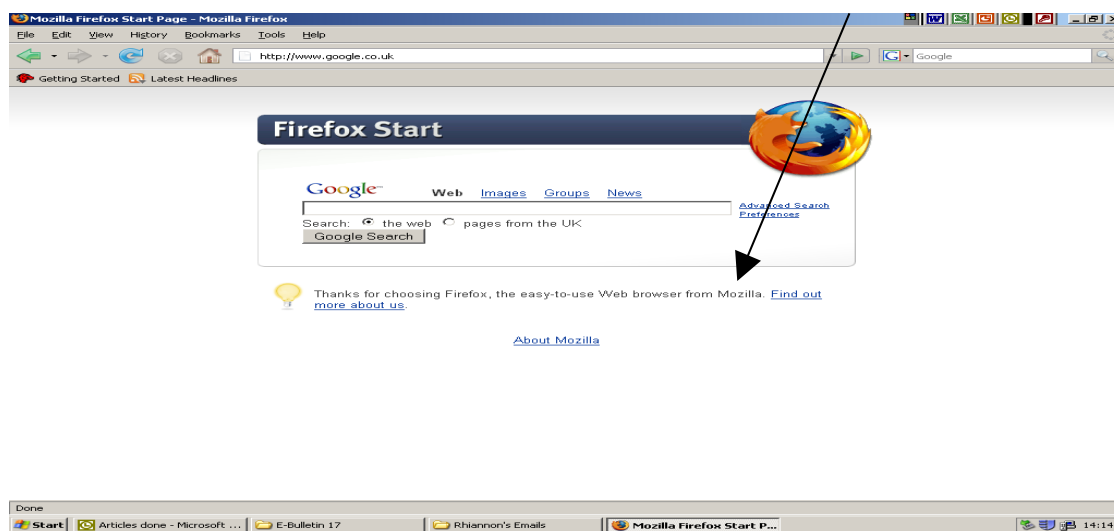 Mozilla Firefox Start Page - Mozilla Firefox
File Edit View History Bookmarks Tools Help
http://www.google.co.uk
G Google
Getting Started Latest Headlines
Firefox Start
Google™ Web Images Groups News
Advanced Search
Preferences
Search: the web pages from the UK
Google Search
Thanks for choosing Firefox, the easy-to-use Web browser from Mozilla. Find out
more about us.
About Mozilla
Done
Start Articles done - Microsoft ... E-Bulletin 17 Rhiannon's Emails Mozilla Firefox Start P... 14:14